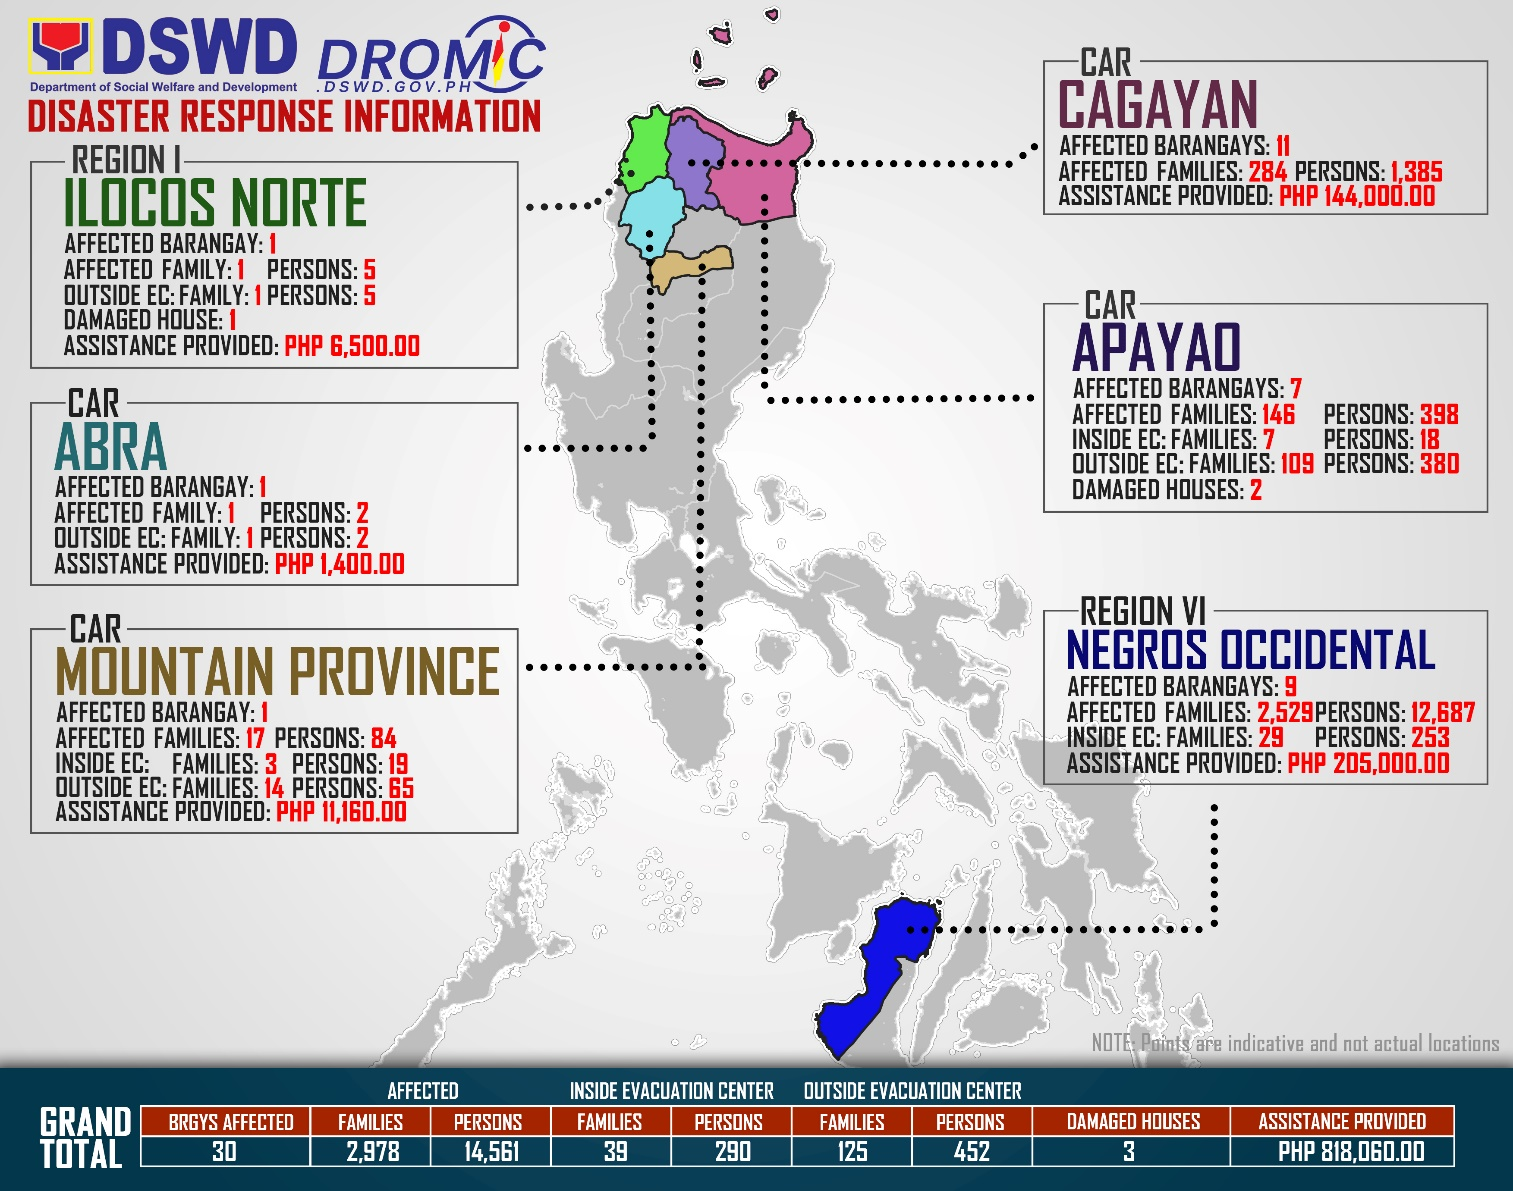 DSWD
Department of Social Welfare and Development
DROMIC
.DSWD.GOV.PH
DISASTER RESPONSE INFORMATION
REGION I
ILOCOS NORTE
AFFECTED BARANGAY: 1
AFFECTED FAMILY: 1 PERSONS: 5
OUTSIDE EC: FAMILY: 1 PERSONS: 5
DAMAGED HOUSE: 1
ASSISTANCE PROVIDED: PHP 6,500.00
CAR
ABRA
AFFECTED BARANGAY: 1
AFFECTED FAMILY: 1 PERSONS: 2
OUTSIDE EC: FAMILY: 1 PERSONS: 2
ASSISTANCE PROVIDED: PHP 1,400.00
CAR
MOUNTAIN PROVINCE
AFFECTED BARANGAY: 1
AFFECTED FAMILIES: 17 PERSONS: 84
INSIDE EC: FAMILIES: 3 PERSONS: 19
OUTSIDE EC: FAMILIES: 14 PERSONS: 65
ASSISTANCE PROVIDED: PHP 11,160.00
CAR
CAGAYAN
AFFECTED BARANGAYS: 11
AFFECTED FAMILIES: 284 PERSONS: 1,385
ASSISTANCE PROVIDED: PHP 144,000.00
CAR
APAYAO
AFFECTED BARANGAYS: 7
AFFECTED FAMILIES: 146 PERSONS: 398
INSIDE EC: FAMILIES: 7 PERSONS: 18
OUTSIDE EC: FAMILIES: 109 PERSONS: 380
DAMAGED HOUSES: 2
REGION VI
NEGROS OCCIDENTAL
AFFECTED BARANGAYS: 9
AFFECTED FAMILIES: 2,529 PERSONS: 12,687
INSIDE EC: FAMILIES: 29 PERSONS: 253
ASSISTANCE PROVIDED: PHP 205,000.00
NOTE: Points are indicative and not actual locations
AFFECTED INSIDE EVACUATION CENTER OUTSIDE EVACUATION CENTER
GRAND TOTAL
BRGYS AFFECTED FAMILIES PERSONS FAMILIES PERSONS FAMILIES PERSONS DAMAGED HOUSES ASSISTANCE PROVIDED
30 2,978 14,561 39 290 125 452 3 PHP 818,060.00